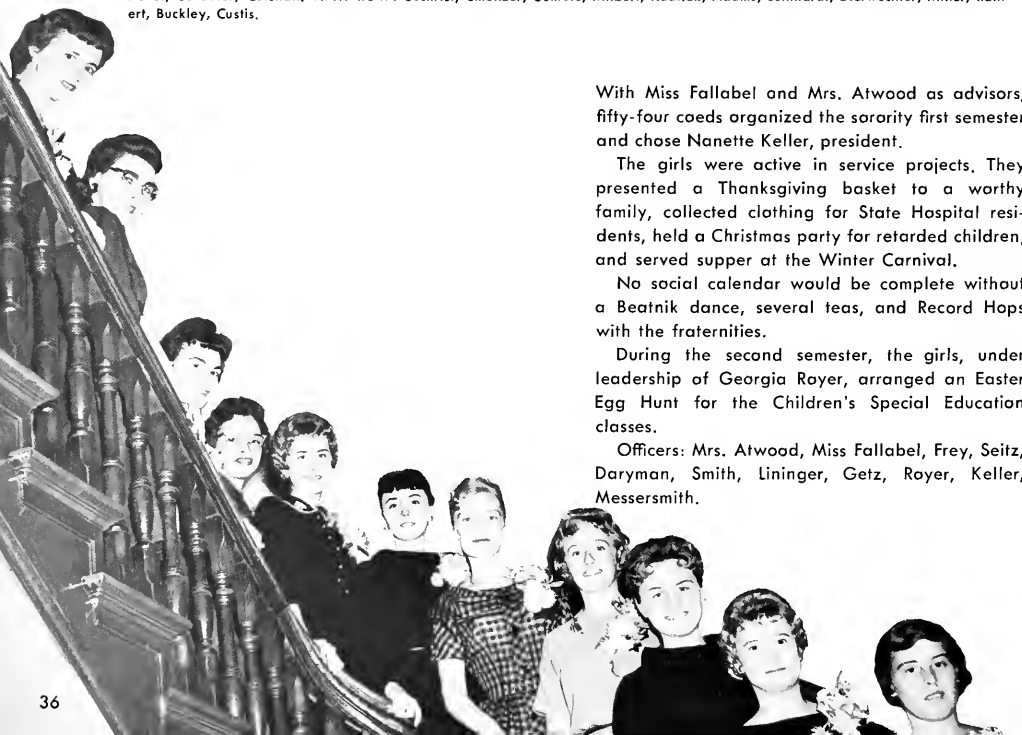 ert, Buckley, Custis.
With Miss Fallabel and Mrs. Atwood as advisors,
fifty-four coeds organized the sorority first semester
and chose Nanette Keller, president.
The girls were active in service projects. They
presented a Thanksgiving basket to a worthy
family, collected clothing for State Hospital resi-
dents, held a Christmas party for retarded children,
and served supper at the Winter Carnival.
No social calendar would be complete without
a Beatnik dance, several teas, and Record Hops
with the fraternities.
During the second semester, the girls, under
leadership of Georgia Royer, arranged an Easter
Egg Hunt for the Children's Special Education
classes.
Officers: Mrs. Atwood, Miss Fallabel, Frey, Seitz,
Daryman, Smith, Lininger, Getz, Royer, Keller,
Messersmith.
36